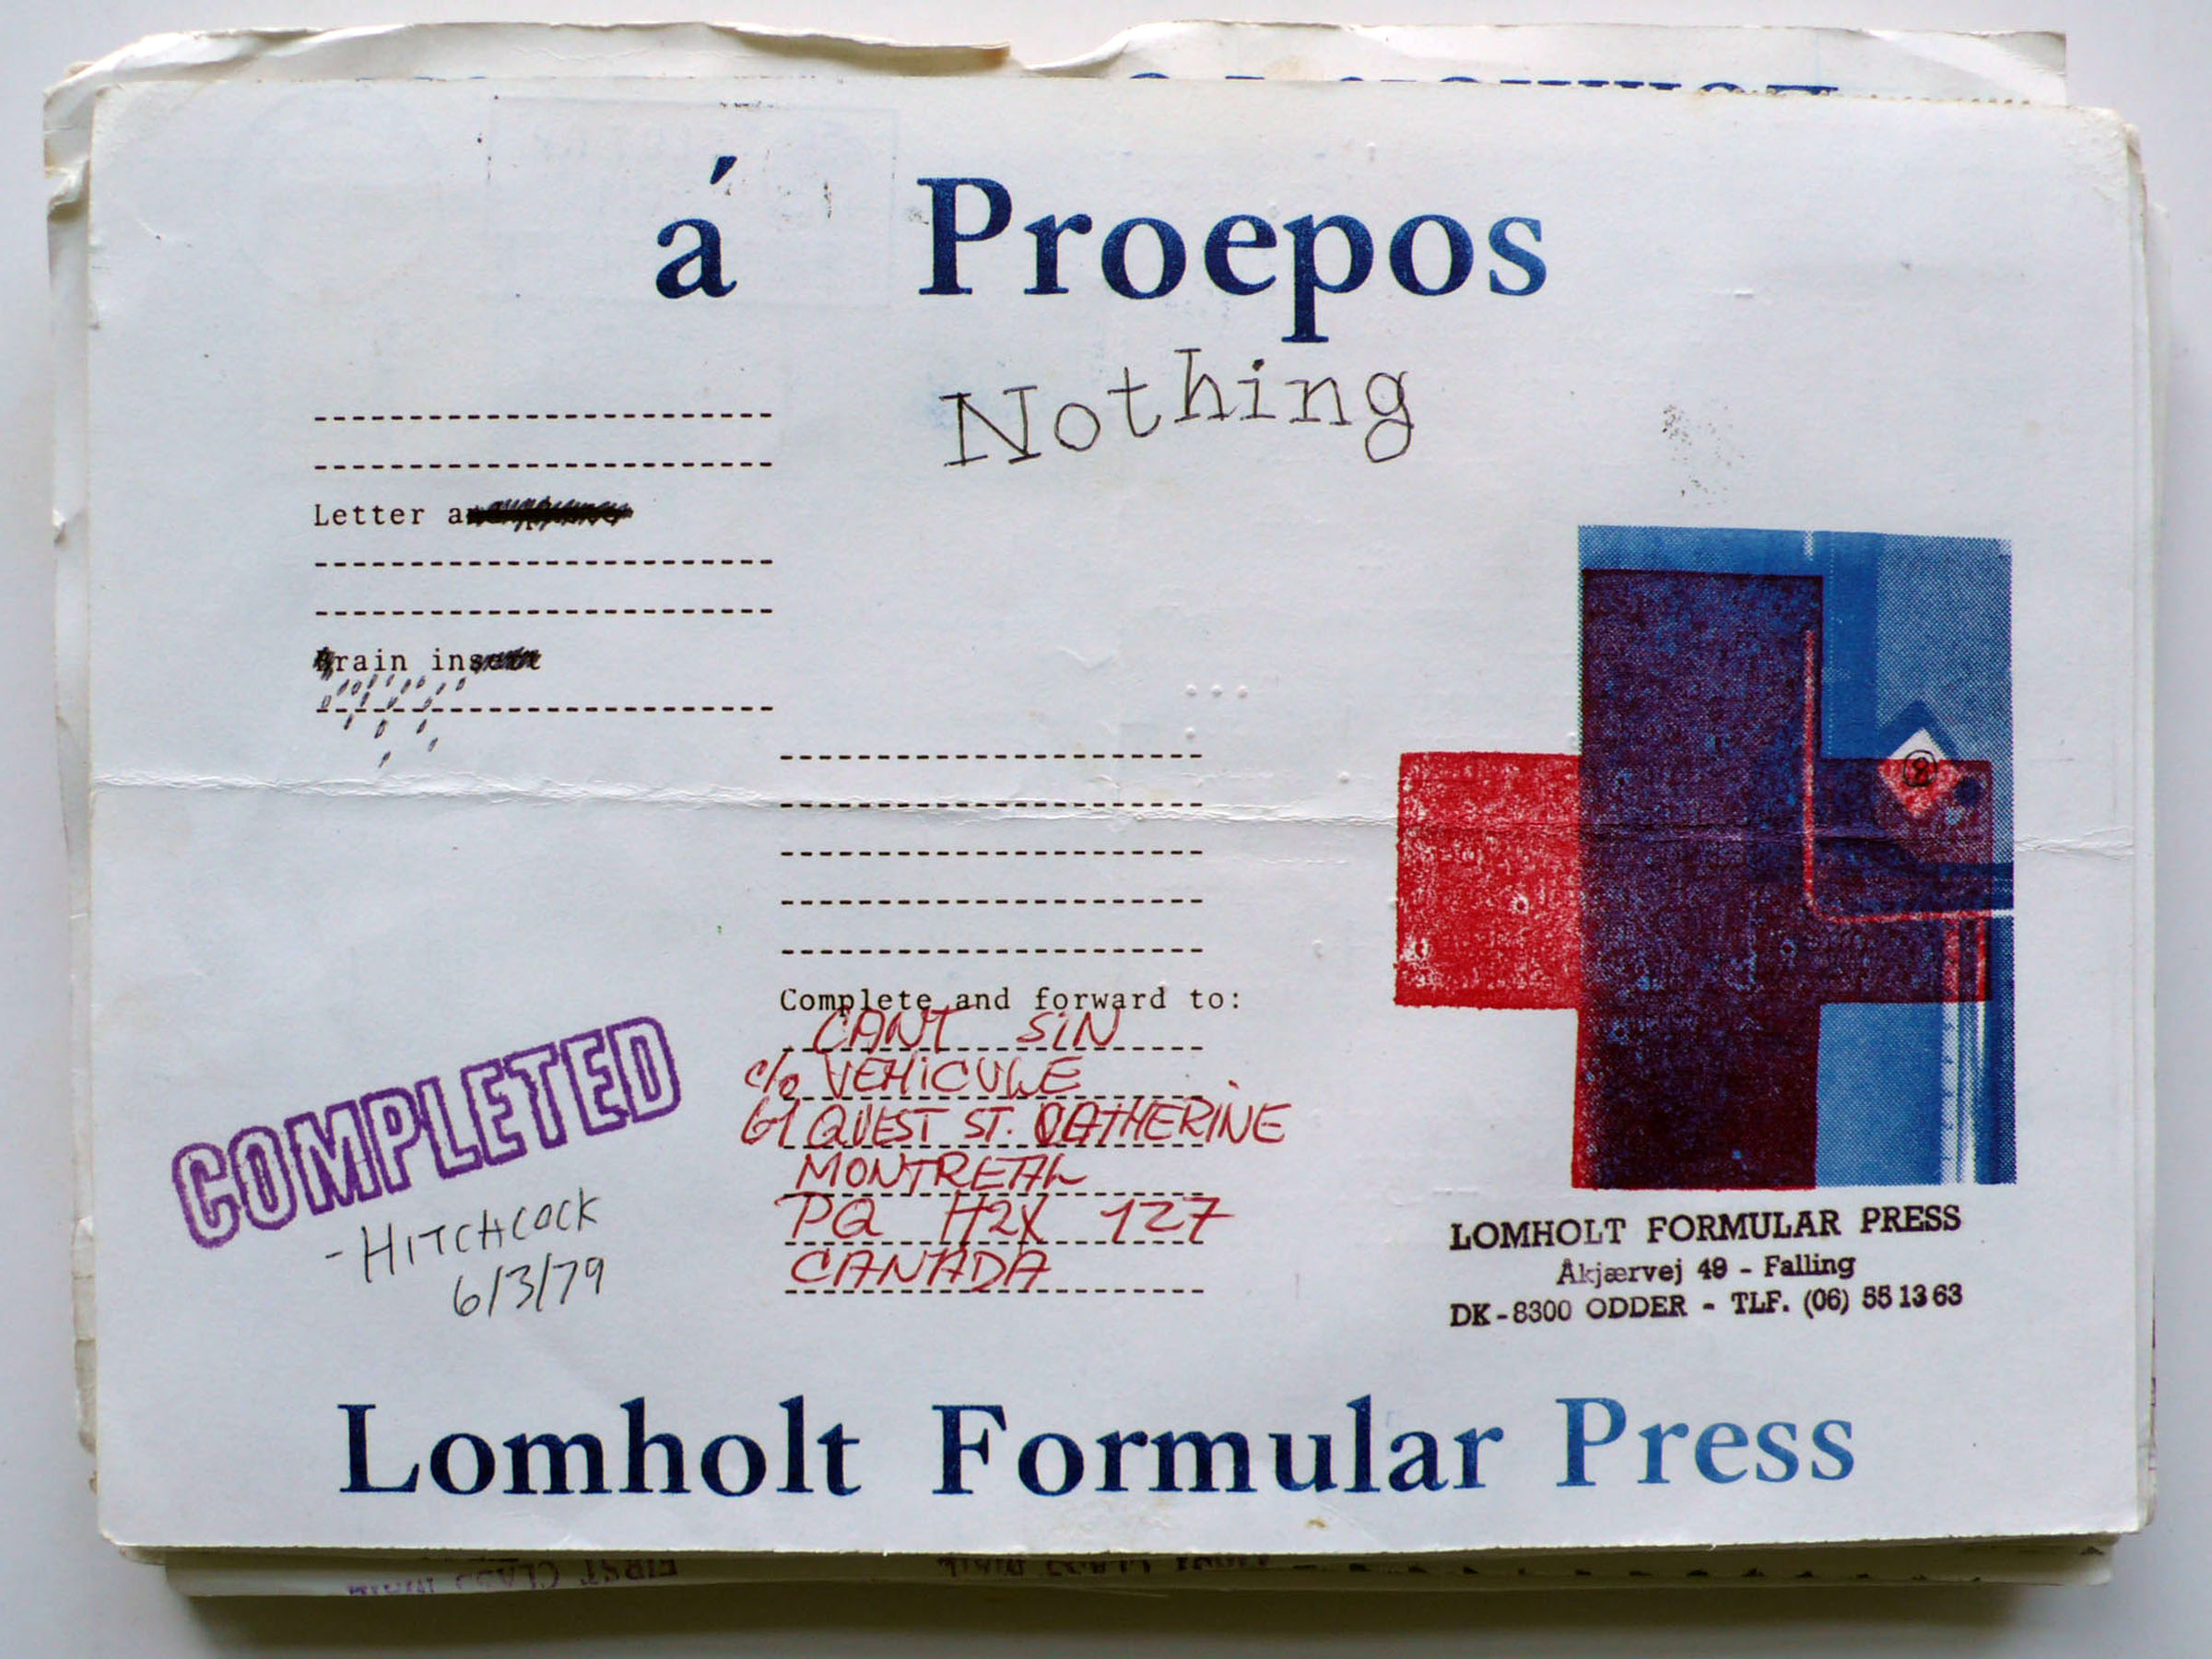 á Proepos
Nothing
Letter a
rain in
Complete and forward to:
CANT SIN
c/o VEHICULE
61 OUEST ST. CATHERINE
MONTREAL
PQ H2X 1Z7
CANADA
COMPLETED
-HITCHCOCK
6/3/79
LOMHOLT FORMULAR PRESS
Åkjærvej 49 - Falling
DK-8300 ODDER - TLF. (06) 55 13 63
Lomholt Formular Press
FIRST CLASS